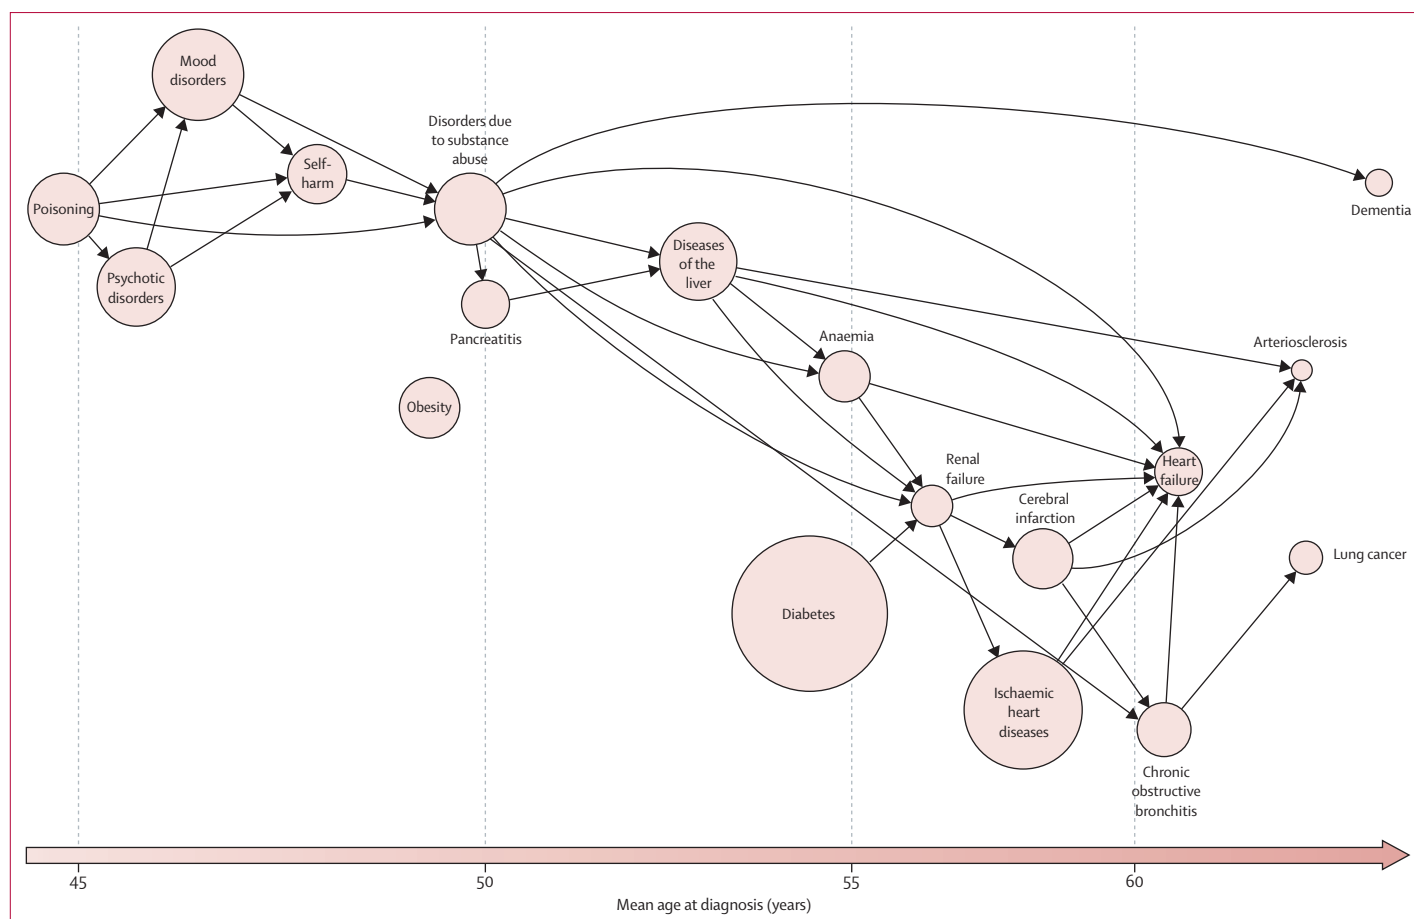 Mood
disorders
Disorders due
to substance
abuse
Self-
harm
Poisoning
Dementia
Psychotic
disorders
Diseases
of the
liver
Pancreatitis
Anaemia
Arteriosclerosis
Obesity
Renal
failure
Heart
failure
Cerebral
infarction
Lung cancer
Diabetes
Ischaemic
heart
diseases
Chronic
obstructive
bronchitis
45
50
55
60
Mean age at diagnosis (years)